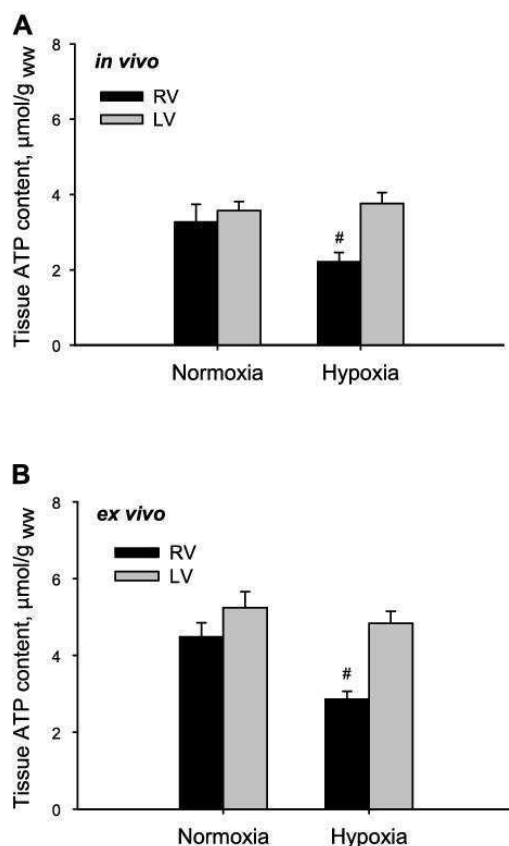 A
Tissue ATP content, µmol/g ww
8
6
4
2
0
in vivo
RV
LV
#
Normoxia Hypoxia
B
Tissue ATP content, µmol/g ww
8
6
4
2
0
ex vivo
RV
LV
#
Normoxia Hypoxia